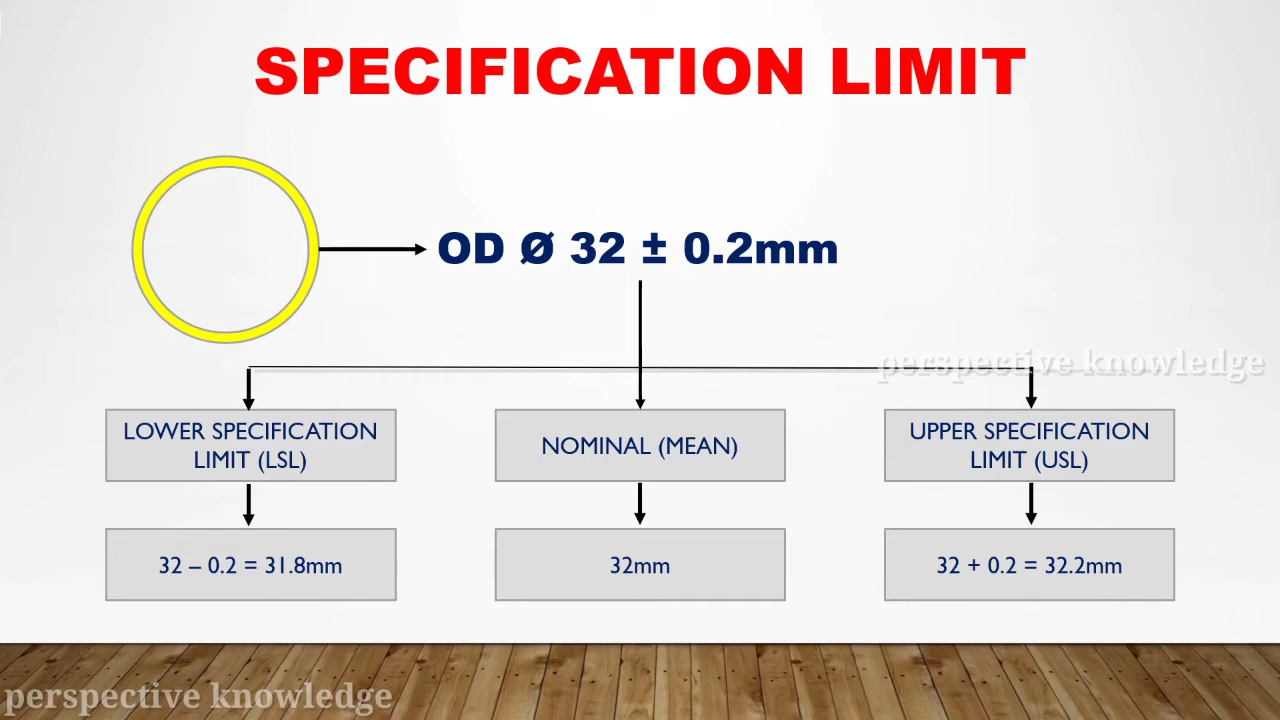 SPECIFICATION LIMIT
OD Ø 32 ± 0.2mm
perspective knowledge
LOWER SPECIFICATION
LIMIT (LSL)
NOMINAL (MEAN)
UPPER SPECIFICATION
LIMIT (USL)
32 – 0.2 = 31.8mm
32mm
32 + 0.2 = 32.2mm
perspective knowledge